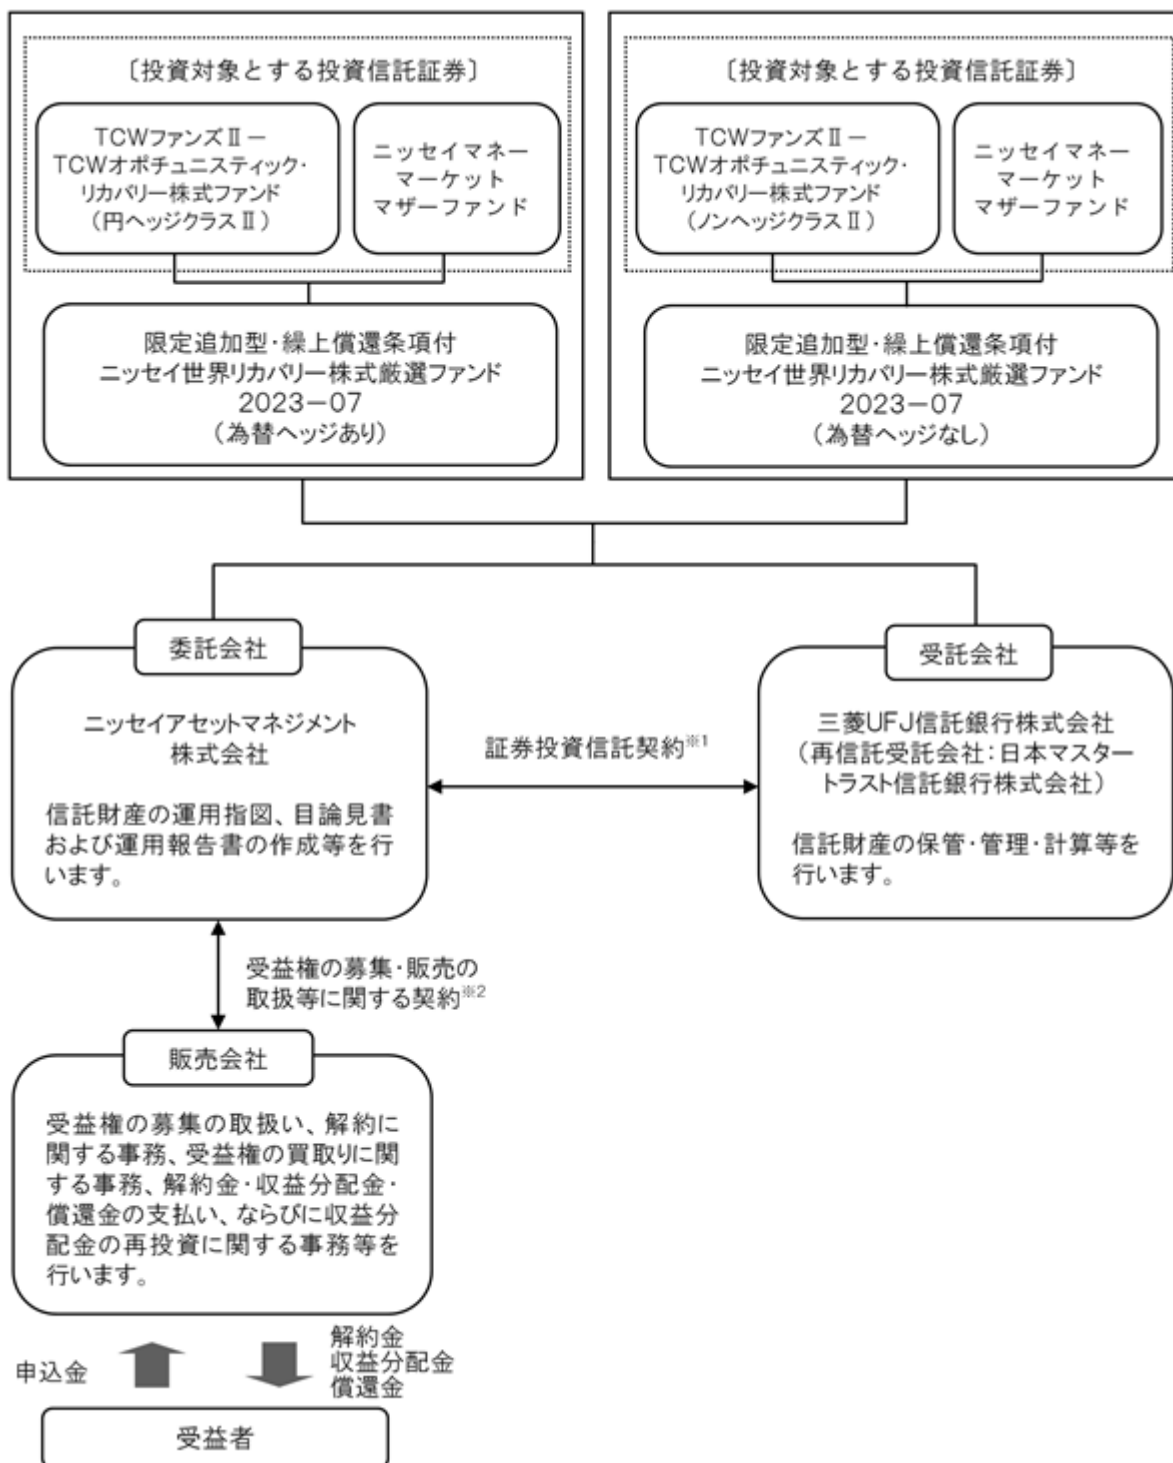 〔投資対象とする投資信託証券〕
TCWファンズⅡー
TCWオポチュニスティック・
リカバリー株式ファンド
（円ヘッジクラスⅡ）
ニッセイマネー
マーケット
マザーファンド
限定追加型・繰上償還条項付
ニッセイ世界リカバリー株式厳選ファンド
2023－07
（為替ヘッジあり）
〔投資対象とする投資信託証券〕
TCWファンズⅡー
TCWオポチュニスティック・
リカバリー株式ファンド
（ノンヘッジクラスⅡ）
ニッセイマネー
マーケット
マザーファンド
限定追加型・繰上償還条項付
ニッセイ世界リカバリー株式厳選ファンド
2023－07
（為替ヘッジなし）
委託会社
ニッセイアセットマネジメント
株式会社
信託財産の運用指図、目論見書
および運用報告書の作成等を行
います。
証券投資信託契約※1
受託会社
三菱UFJ信託銀行株式会社
（再信託受託会社：日本マスター
トラスト信託銀行株式会社）
信託財産の保管・管理・計算等を
行います。
受益権の募集・販売の
取扱等に関する契約※2
販売会社
受益権の募集の取扱い、解約に
関する事務、受益権の買取りに関
する事務、解約金・収益分配金・
償還金の支払い、ならびに収益分
配金の再投資に関する事務等を
行います。
申込金
解約金
収益分配金
償還金
受益者